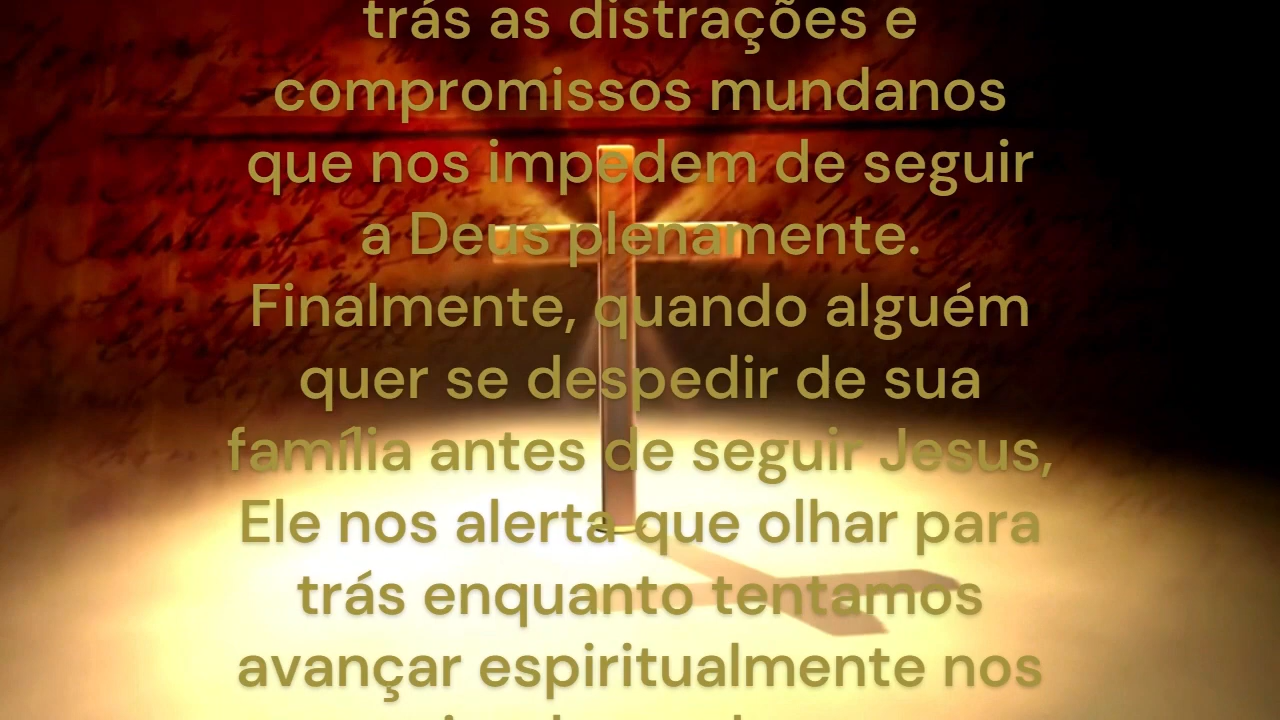 trás as distrações e
compromissos mundanos
que nos impedem de seguir
a Deus plenamente.
Finalmente, quando alguém
quer se despedir de sua
família antes de seguir Jesus,
Ele nos alerta que olhar para
trás enquanto tentamos
avançar espiritualmente nos